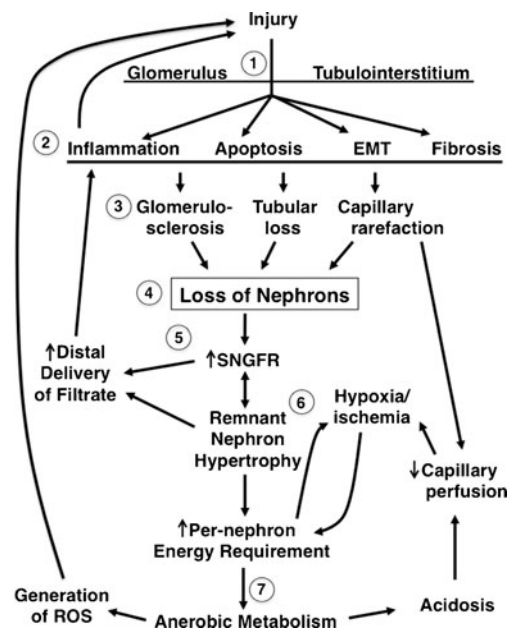 Injury
1
Glomerulus Tubulointerstitium
2 Inflammation Apoptosis EMT Fibrosis
3 Glomerulo-
sclerosis
Tubular
loss
Capillary
rarefaction
4 Loss of Nephrons
5
↑SNGFR
↑Distal
Delivery
of Filtrate
Remnant
Nephron
Hypertrophy
6 Hypoxia/
ischemia
↓Capillary
perfusion
↑Per-nephron
Energy Requirement
7
Generation
of ROS
Anerobic Metabolism
Acidosis